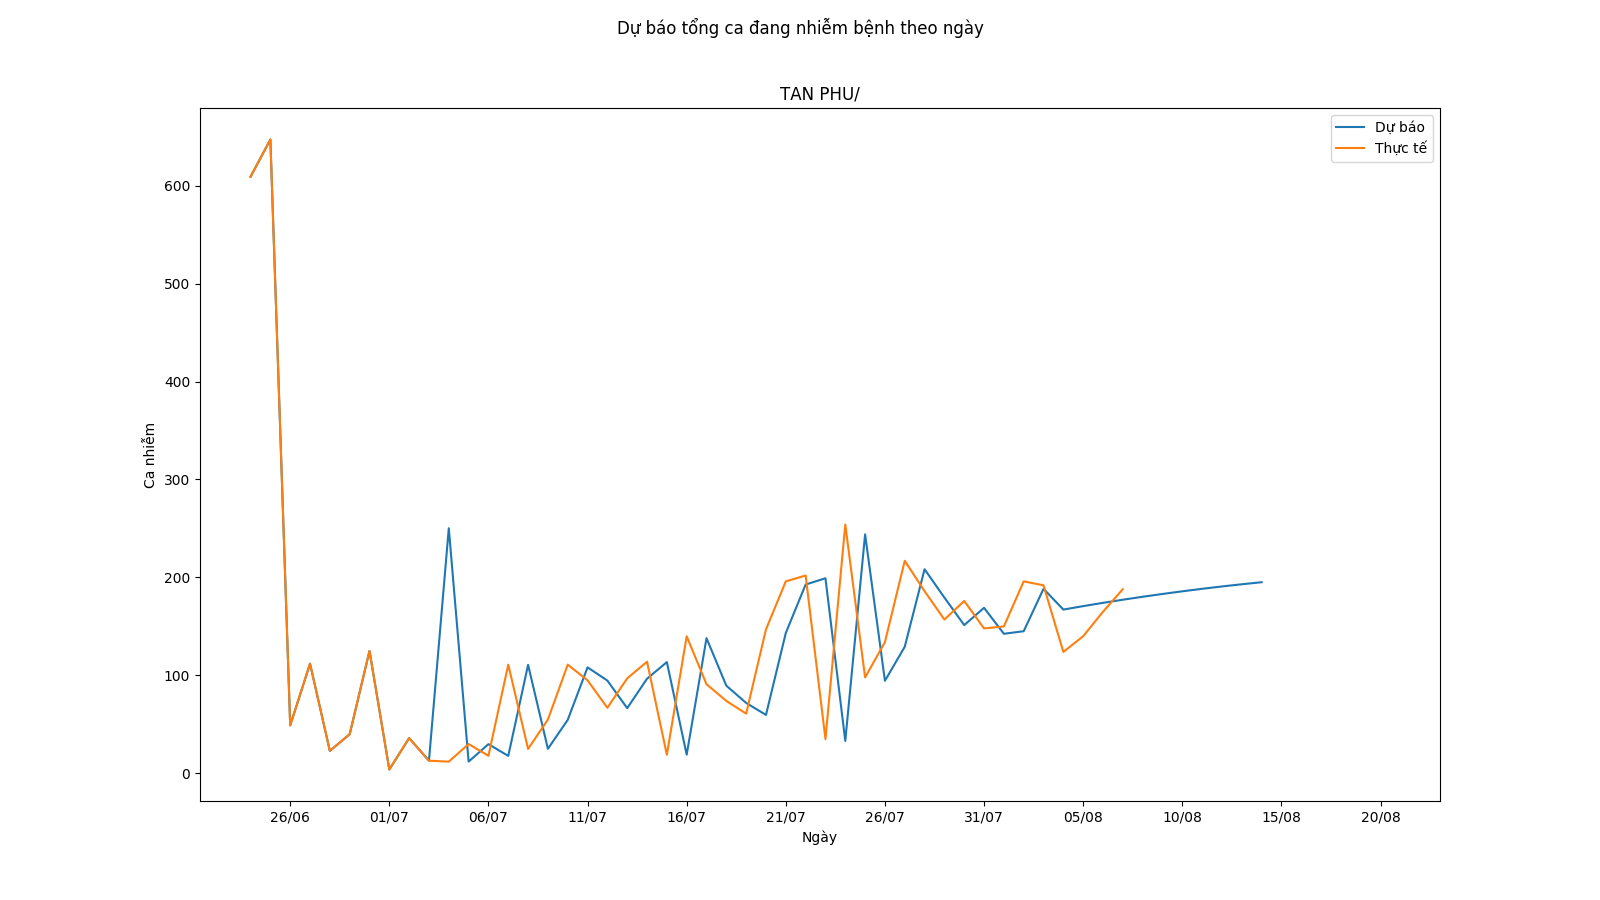 Dự báo tổng ca đang nhiễm bệnh theo ngày
TAN PHU/
Dự báo
Thực tế
600
500
400
300
200
100
0
Ca nhiễm
26/06 01/07 06/07 11/07 16/07 21/07 26/07 31/07 05/08 10/08 15/08 20/08
Ngày